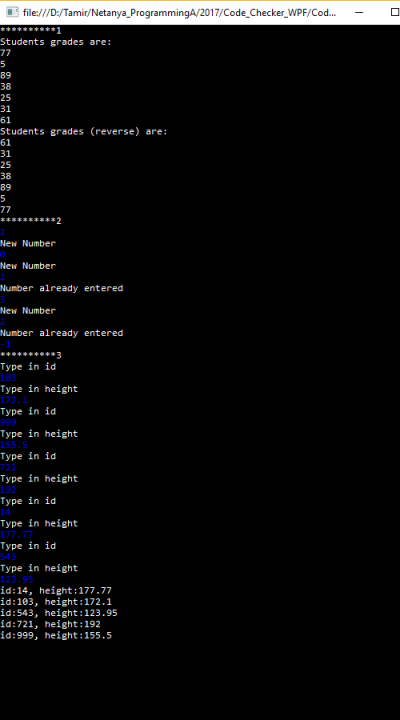 file:///D:/Tamir/Netanya_ProgrammingA/2017/Code_Checker_WPF/Cod...
**********1
Students grades are:
77
5
89
38
25
31
61
Students grades (reverse) are:
61
31
25
38
89
5
77
**********2
2
New Number
New Number
2
Number already entered
New Number
2
Number already entered
-1
**********3
Type in id
103
Type in height
172.1
Type in id
999
Type in height
155.5
Type in id
721
Type in height
192
Type in id
14
Type in height
177.77
Type in id
543
Type in height
123.95
id:14, height:177.77
id:103, height:172.1
id:543, height:123.95
id:721, height:192
id:999, height:155.5